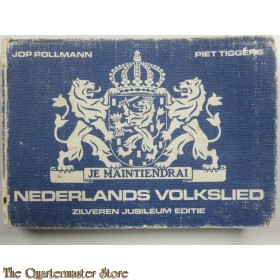 JOP POLLMANN PIET TIGGERS
JE MAINTIENDRAI
NEDERLANDS VOLKSLIED
ZILVEREN JUBILEUM EDITIE
The Quartermaster Store